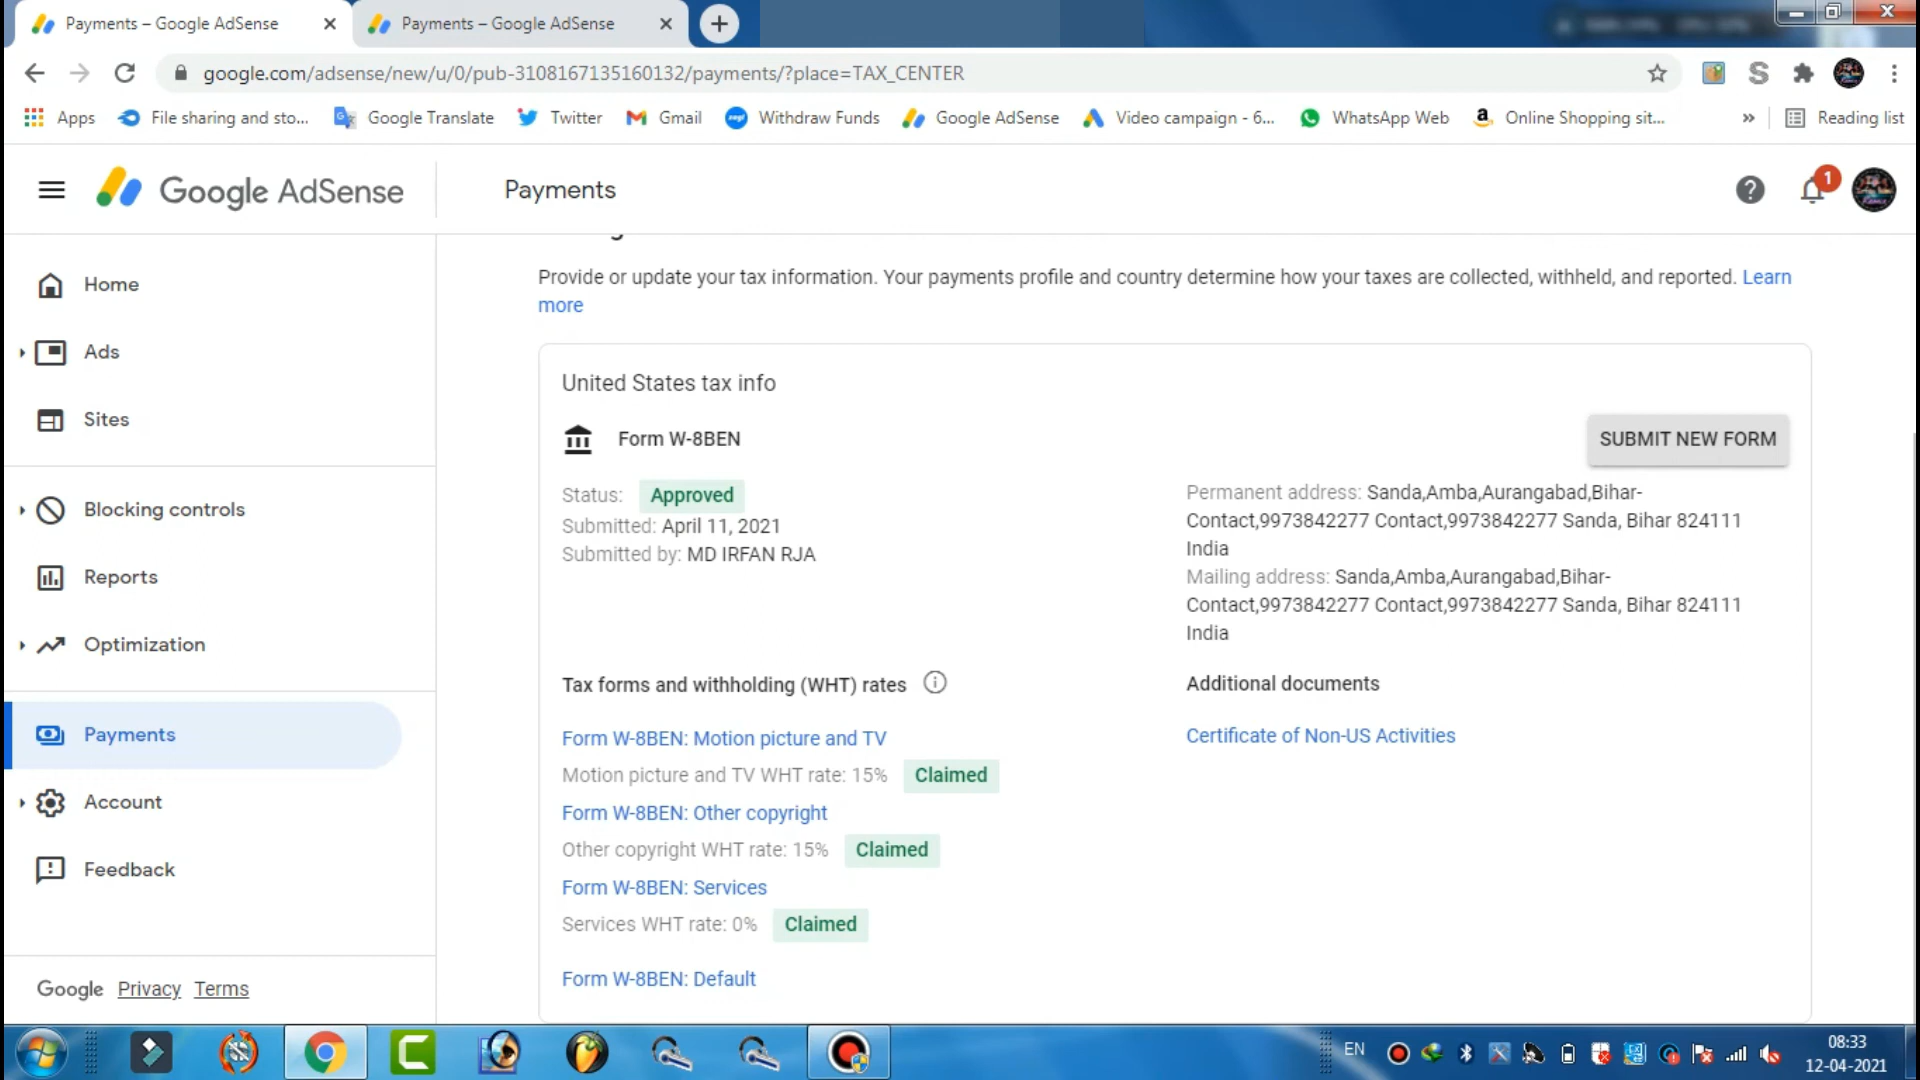 Payments – Google AdSense
Payments – Google AdSense
google.com/adsense/new/u/0/pub-3108167135160132/payments/?place=TAX_CENTER
Apps
File sharing and sto...
Google Translate
Twitter
Gmail
Withdraw Funds
Google AdSense
Video campaign - 6...
WhatsApp Web
Online Shopping sit...
»
Reading list
Google AdSense
Payments
1
Home
Ads
Sites
Blocking controls
Reports
Optimization
Payments
Account
Feedback
Google Privacy Terms
Provide or update your tax information. Your payments profile and country determine how your taxes are collected, withheld, and reported. Learn
more
United States tax info
Form W-8BEN
SUBMIT NEW FORM
Status: Approved
Submitted: April 11, 2021
Submitted by: MD IRFAN RJA
Permanent address: Sanda,Amba,Aurangabad,Bihar-
Contact,9973842277 Contact,9973842277 Sanda, Bihar 824111
India
Mailing address: Sanda,Amba,Aurangabad,Bihar-
Contact,9973842277 Contact,9973842277 Sanda, Bihar 824111
India
Tax forms and withholding (WHT) rates
Form W-8BEN: Motion picture and TV
Motion picture and TV WHT rate: 15% Claimed
Form W-8BEN: Other copyright
Other copyright WHT rate: 15% Claimed
Form W-8BEN: Services
Services WHT rate: 0% Claimed
Form W-8BEN: Default
Additional documents
Certificate of Non-US Activities
EN
08:33
12-04-2021